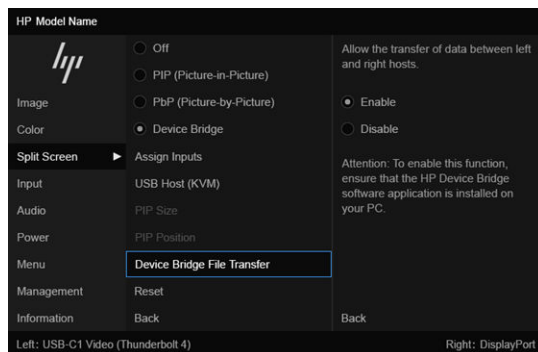 HP Model Name
hp
Image
Color
Split Screen
Input
Audio
Power
Menu
Management
Information
Off
PIP (Picture-in-Picture)
PbP (Picture-by-Picture)
Device Bridge
Assign Inputs
USB Host (KVM)
PIP Size
PIP Position
Device Bridge File Transfer
Reset
Back
Allow the transfer of data between left
and right hosts.
Enable
Disable
Attention: To enable this function,
ensure that the HP Device Bridge
software application is installed on
your PC.
Back
Left: USB-C1 Video (Thunderbolt 4)
Right: DisplayPort